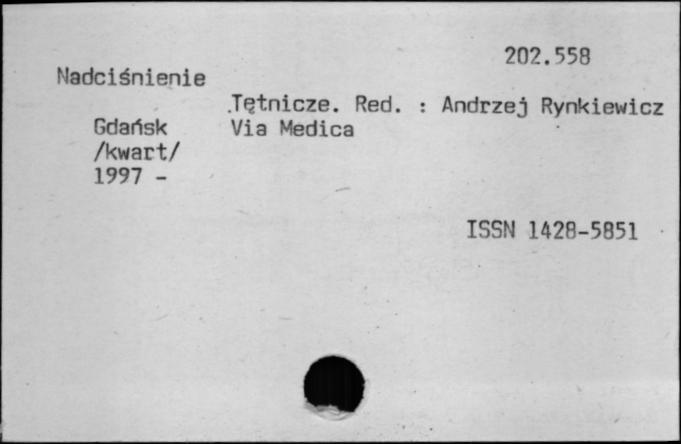 202.558
Nadciśnienie
Tętnicze. Red. : Andrzej Rynkiewicz
Gdańsk Via Medica
/kwart/
1997 -
ISSN 1428-5851